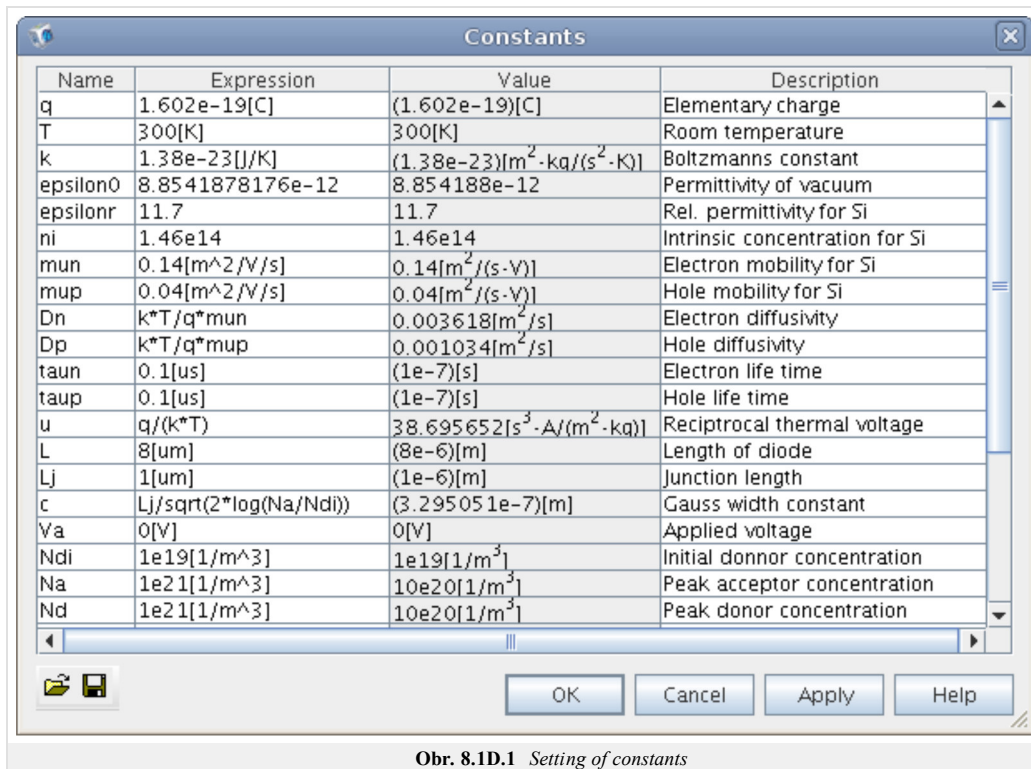 Constants
Name Expression Value Description
q 1.602e-19[C] (1.602e-19)[C] Elementary charge
T 300[K] 300[K] Room temperature
k 1.38e-23[J/K] (1.38e-23)[m²·kg/(s²·K)] Boltzmanns constant
epsilon0 8.8541878176e-12 8.854188e-12 Permittivity of vacuum
epsilonr 11.7 11.7 Rel. permittivity for Si
ni 1.46e14 1.46e14 Intrinsic concentration for Si
mun 0.14[m^2/V/s] 0.14[m²/(s·V)] Electron mobility for Si
mup 0.04[m^2/V/s] 0.04[m²/(s·V)] Hole mobility for Si
Dn k*T/q*mun 0.003618[m²/s] Electron diffusivity
Dp k*T/q*mup 0.001034[m²/s] Hole diffusivity
taun 0.1[us] (1e-7)[s] Electron life time
taup 0.1[us] (1e-7)[s] Hole life time
u q/(k*T) 38.695652[s³·A/(m²·kg)] Reciptrocal thermal voltage
L 8[um] (8e-6)[m] Length of diode
Lj 1[um] (1e-6)[m] Junction length
c Lj/sqrt(2*log(Na/Ndi)) (3.295051e-7)[m] Gauss width constant
Va 0[V] 0[V] Applied voltage
Ndi 1e19[1/m^3] 1e19[1/m³] Initial donnor concentration
Na 1e21[1/m^3] 10e20[1/m³] Peak acceptor concentration
Nd 1e21[1/m^3] 10e20[1/m³] Peak donor concentration
OK Cancel Apply Help
Obr. 8.1D.1 Setting of constants